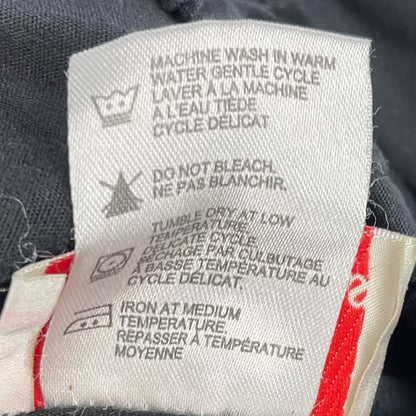 MACHINE WASH IN WARM
WATER GENTLE CYCLE
LAVER À LA MACHINE
À L'EAU TIÈDE
CYCLE DÉLICAT
DO NOT BLEACH.
NE PAS BLANCHIR.
TUMBLE DRY AT LOW
TEMPERATURE,
DELICATE CYCLE.
SÉCHAGE PAR CULBUTAGE
À BASSE TEMPÉRATURE AU
CYCLE DÉLICAT.
IRON AT MEDIUM
TEMPERATURE.
REPASSER À TEMPÉRATURE
MOYENNE
S